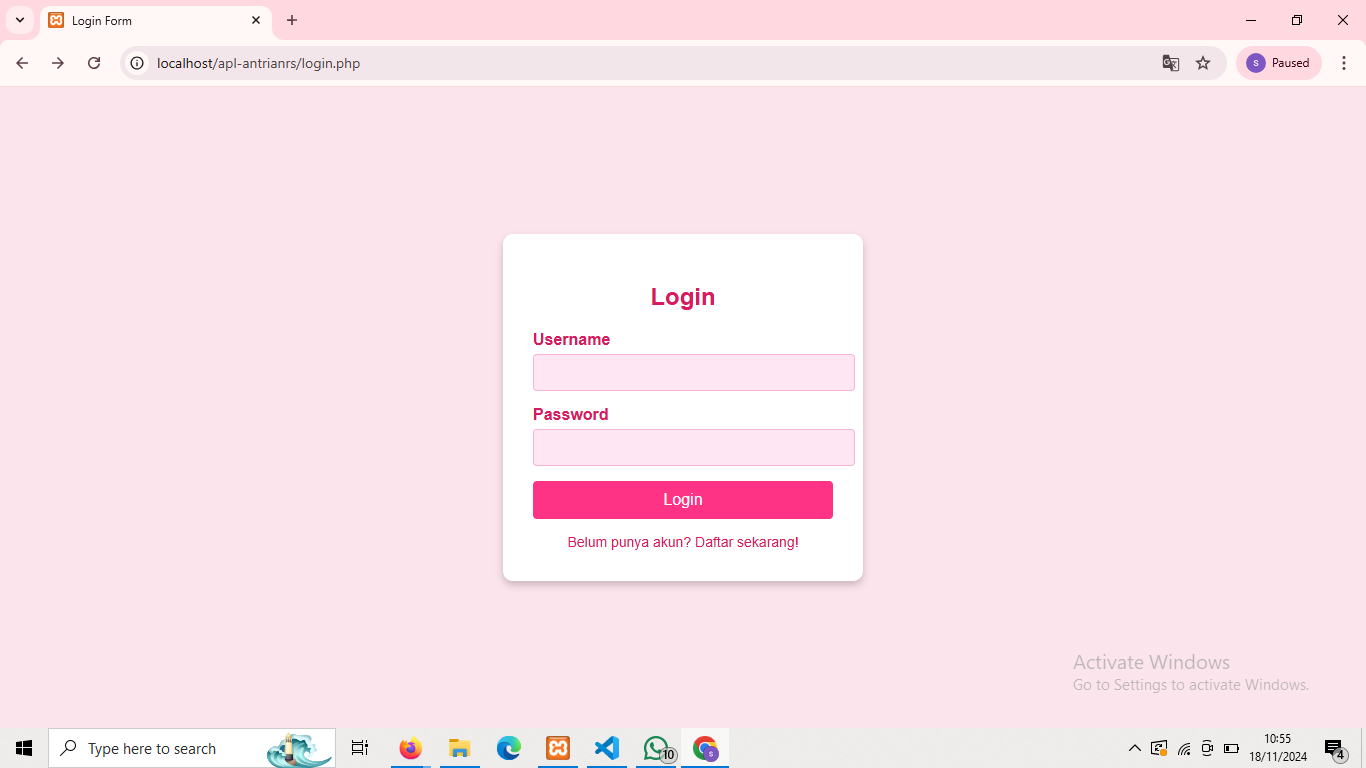 Login Form
localhost/apl-antrianrs/login.php
S
Paused
Login
Username
Password
Login
Belum punya akun? Daftar sekarang!
Activate Windows
Go to Settings to activate Windows.
Type here to search
10
S
10:55
18/11/2024
4